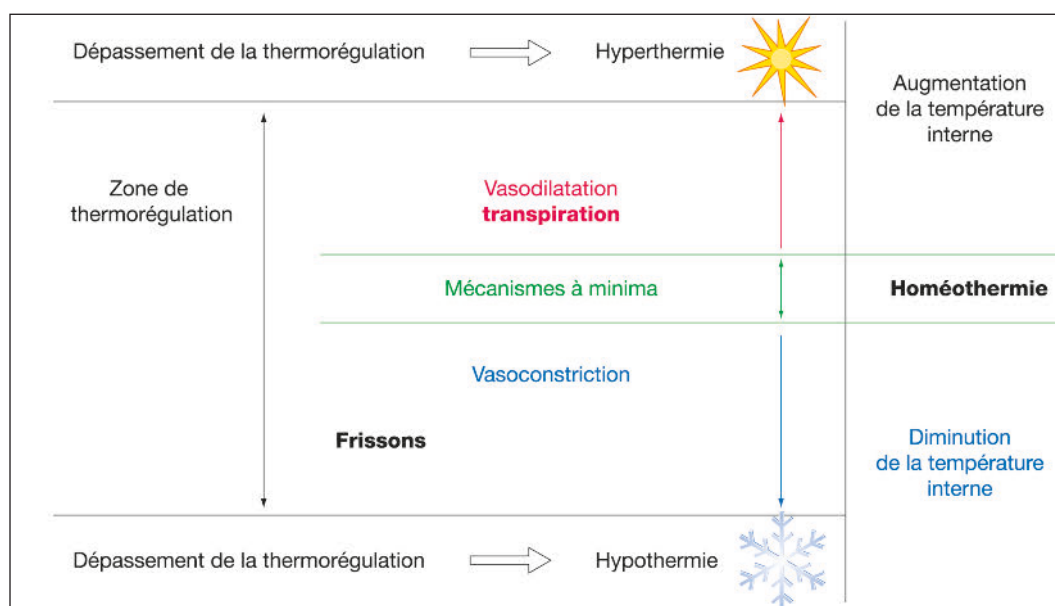 Dépassement de la thermorégulation
Hyperthermie
Augmentation
de la température
interne
Zone de
thermorégulation
Vasodilatation
transpiration
Mécanismes à minima
Homéothermie
Vasoconstriction
Frissons
Diminution
de la température
interne
Dépassement de la thermorégulation
Hypothermie